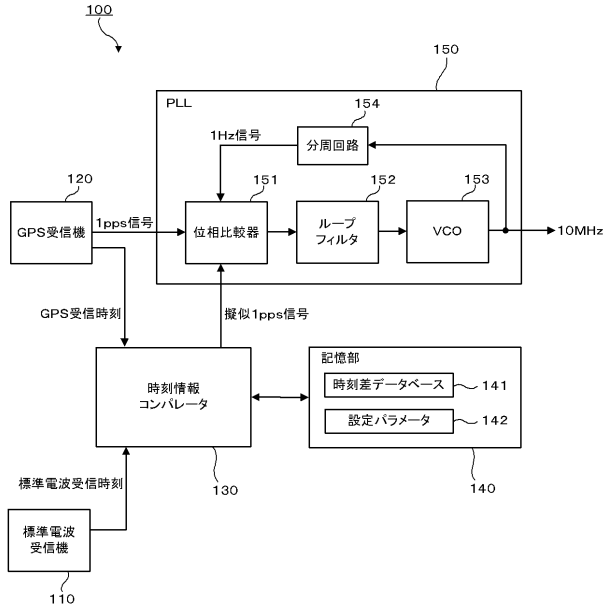 100
150
PLL
154
1Hz信号
分周回路
120
151
152
153
GPS受信機
1pps信号
位相比較器
ループ
フィルタ
VCO
10MHz
GPS受信時刻
擬似1pps信号
時刻情報
コンパレータ
記憶部
時刻差データベース
141
設定パラメータ
142
130
140
標準電波受信時刻
標準電波
受信機
110